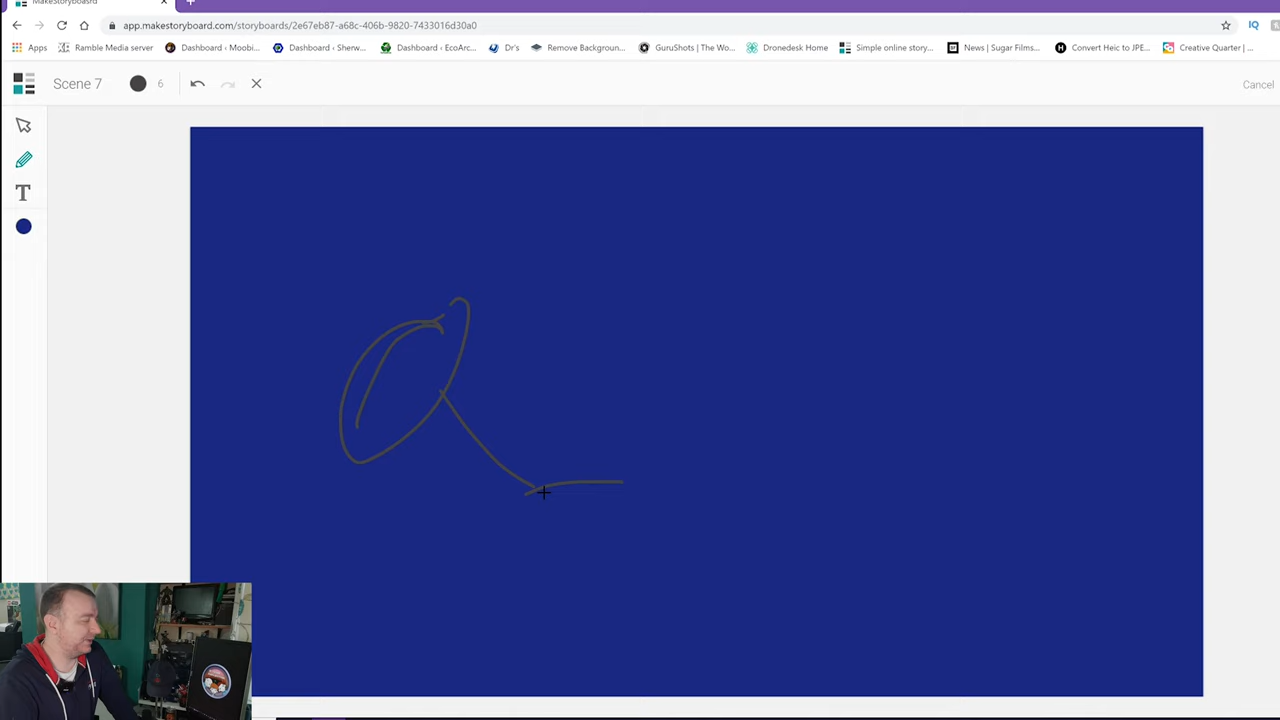 MakeStoryboard
app.makestoryboard.com/storyboards/2e67eb87-a68c-406b-9820-7433016d30a0
Apps Ramble Media server Dashboard ‹ Moobi... Dashboard ‹ Sherw... Dashboard ‹ EcoArc... Dr's Remove Backgroun... GuruShots | The Wo... Dronedesk Home Simple online story... News | Sugar Films... Convert Heic to JPE... Creative Quarter | ...
Scene 7 6 Cancel
T